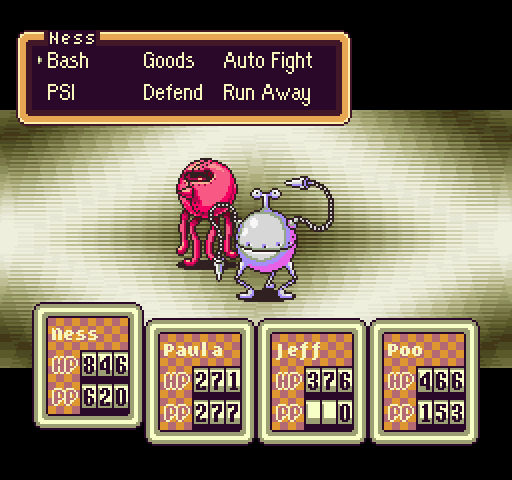 Ness
Bash Goods Auto Fight
PSI Defend Run Away
Ness
HP 846
PP 620
Paula
HP 271
PP 277
Jeff
HP 376
PP 0
Poo
HP 466
PP 153